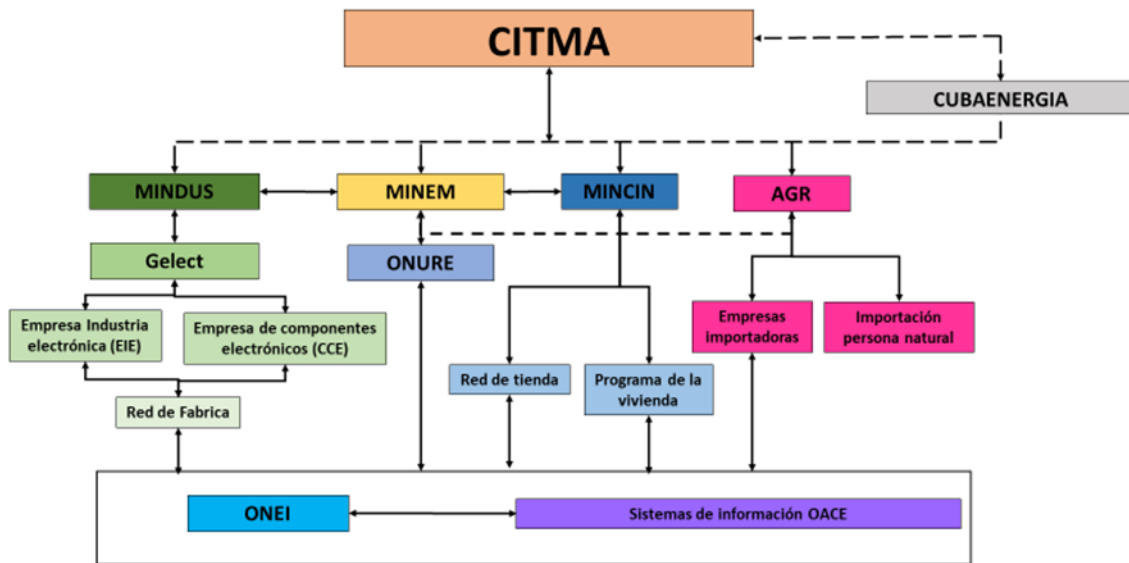 CITMA
CUBAENERGIA
MINDUS
MINEM
MINCIN
AGR
Gelect
ONURE
Empresa Industria
electrónica (EIE)
Empresa de componentes
electrónicos (CCE)
Empresas
importadoras
Importación
persona natural
Red de tienda
Programa de la
vivienda
Red de Fabrica
ONEI
Sistemas de información OACE